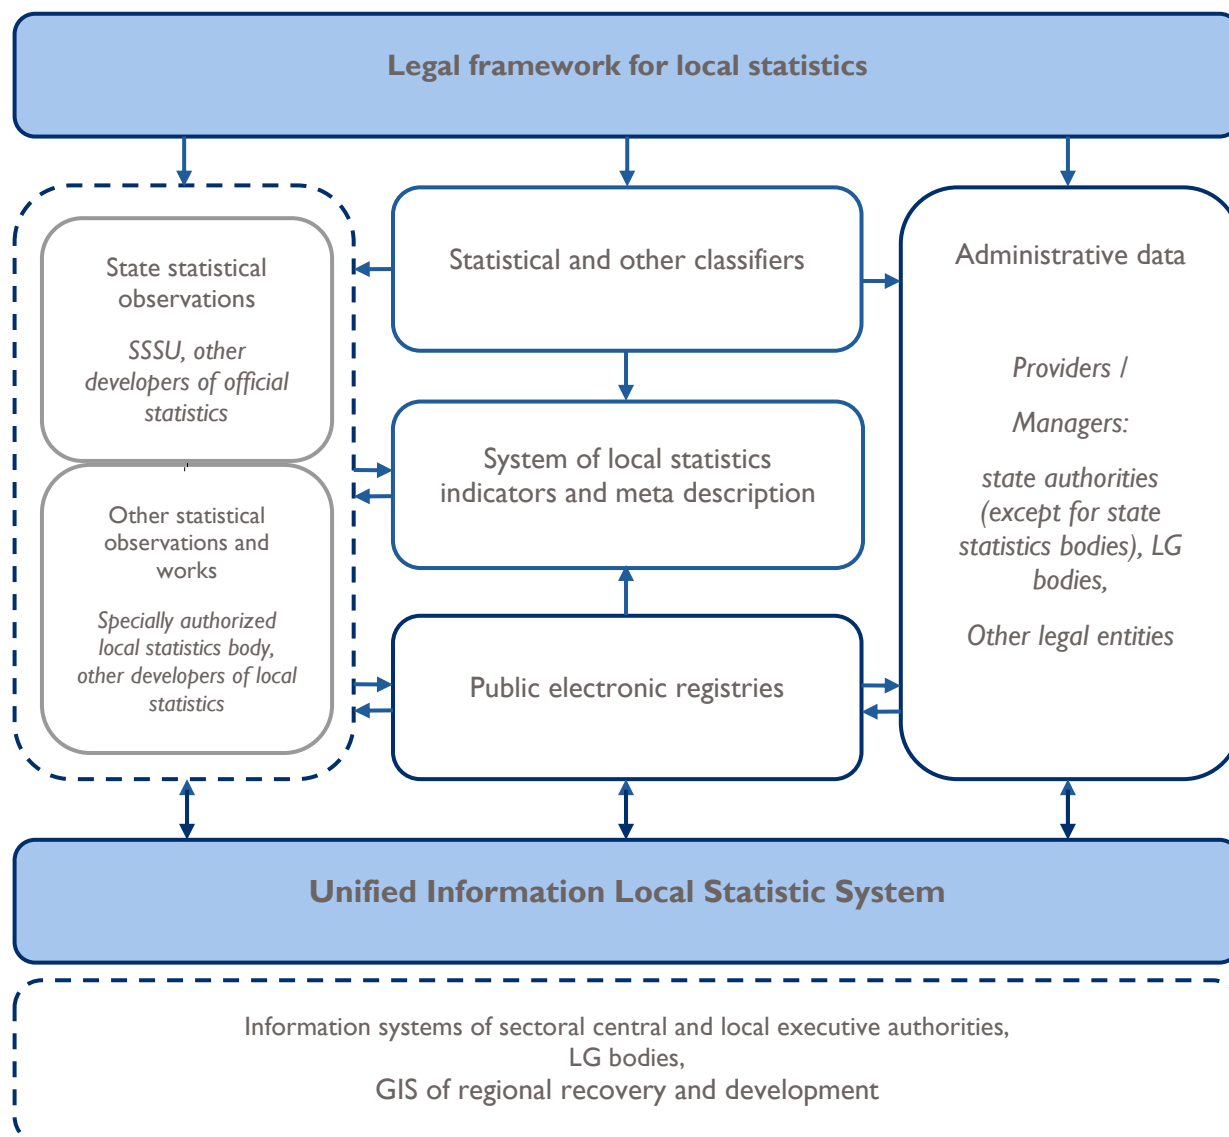 Legal framework for local statistics
State statistical
observations
SSSU, other
developers of official
statistics
Other statistical
observations and
works
Specially authorized
local statistics body,
other developers of local
statistics
Statistical and other classifiers
System of local statistics
indicators and meta description
Public electronic registries
Administrative data
Providers /
Managers:
state authorities
(except for state
statistics bodies), LG
bodies,
Other legal entities
Unified Information Local Statistic System
Information systems of sectoral central and local executive authorities,
LG bodies,
GIS of regional recovery and development